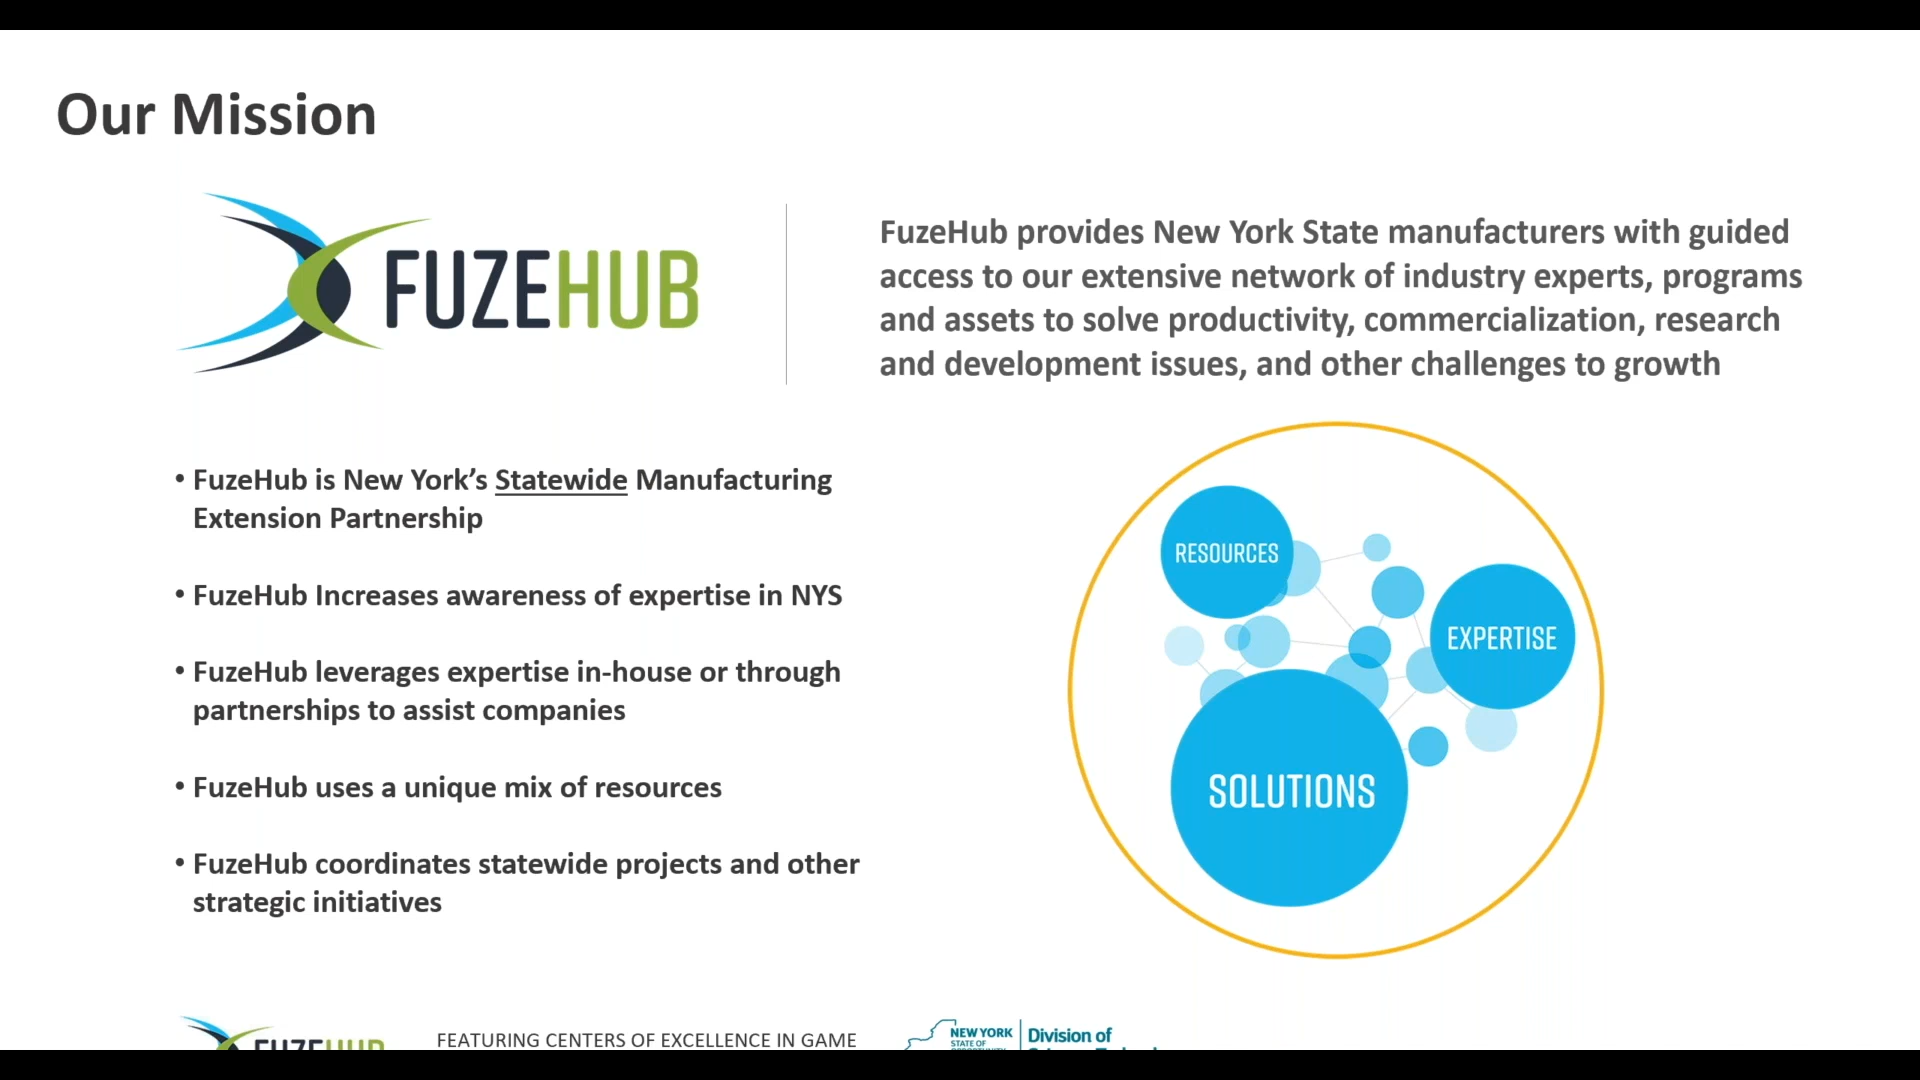 Our Mission
FUZEHUB
FuzeHub provides New York State manufacturers with guided
access to our extensive network of industry experts, programs
and assets to solve productivity, commercialization, research
and development issues, and other challenges to growth
• FuzeHub is New York’s Statewide Manufacturing
Extension Partnership
• FuzeHub Increases awareness of expertise in NYS
• FuzeHub leverages expertise in-house or through
partnerships to assist companies
• FuzeHub uses a unique mix of resources
• FuzeHub coordinates statewide projects and other
strategic initiatives
RESOURCES
EXPERTISE
SOLUTIONS
FUZEHUB
FEATURING CENTERS OF EXCELLENCE IN GAME
NEW YORK
STATE OF
Division of